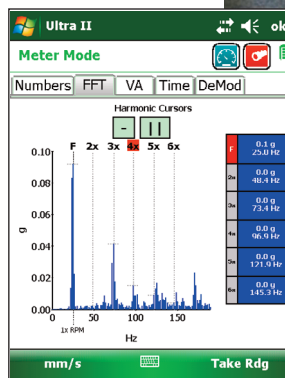 Ultra II
ok
Meter Mode
Numbers FFT VA Time DeMod
Harmonic Cursors
- ||
F 2x 3x 4x 5x 6x
0.10
0.08
0.06
0.04
0.02
0.00
g
0 50 100 150
1x RPM
Hz
F 0.1 g
25.0 Hz
2x 0.0 g
48.4 Hz
3x 0.0 g
73.4 Hz
4x 0.0 g
96.9 Hz
5x 0.0 g
121.9 Hz
6x 0.0 g
145.3 Hz
mm/s Take Rdg